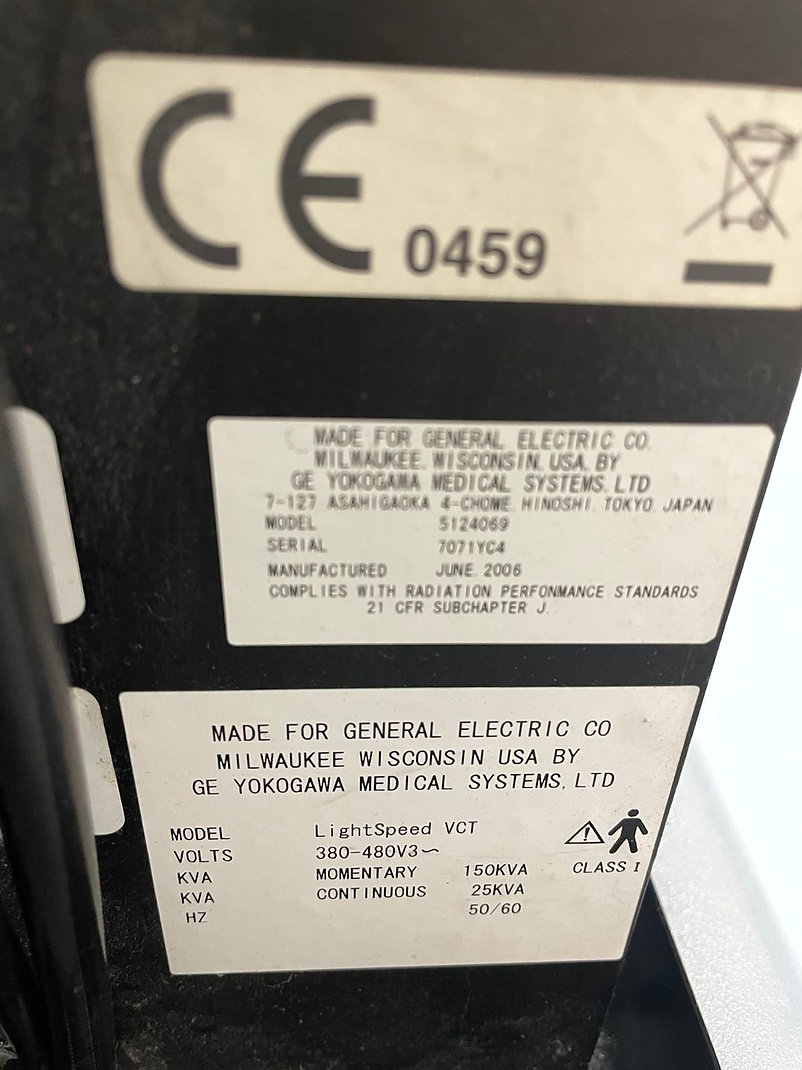 CE 0459
MADE FOR GENERAL ELECTRIC CO.
MILWAUKEE. WISCONSIN. USA. BY
GE YOKOGAWA MEDICAL SYSTEMS, LTD
7-127 ASAHIGAOKA 4-CHOME. HINOSHI. TOKYO. JAPAN
MODEL 5124069
SERIAL 7071YC4
MANUFACTURED JUNE. 2006
COMPLIES WITH RADIATION PERFONMANCE STANDARDS
21 CFR SUBCHAPTER J.
MADE FOR GENERAL ELECTRIC CO
MILWAUKEE WISCONSIN USA BY
GE YOKOGAWA MEDICAL SYSTEMS, LTD
MODEL LightSpeed VCT
VOLTS 380-480V3~
KVA MOMENTARY 150KVA CLASS I
KVA CONTINUOUS 25KVA
HZ 50/60